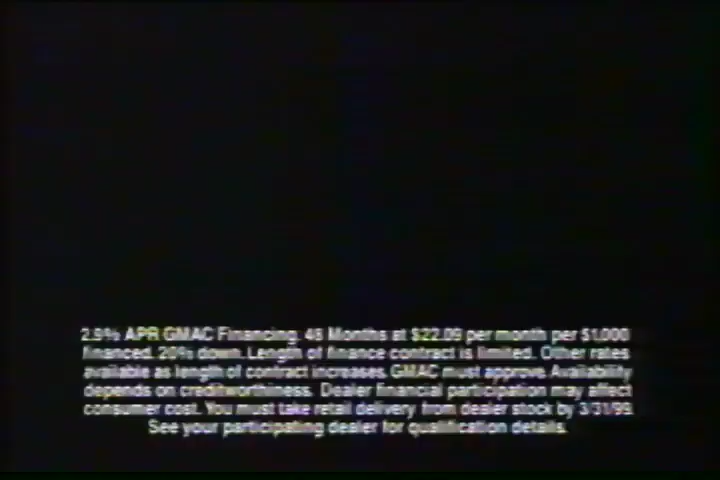 2.9% APR GMAC Financing. 48 Months at $22.09 per month per $1,000
financed. 20% down. Length of finance contract is limited. Other rates
available as length of contract increases. GMAC must approve. Availability
depends on creditworthiness. Dealer financial participation may affect
consumer cost. You must take retail delivery from dealer stock by 3/31/99.
See your participating dealer for qualification details.